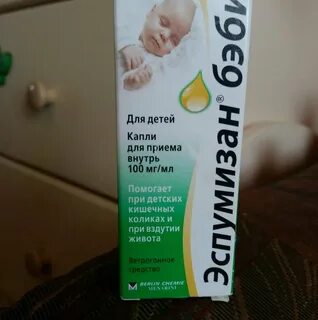 Для детей
Капли
для приема
внутрь
100 мг/мл
Помогает
при детских
кишечных
коликах и
при вздутии
живота
Ветрогонное
средство
BERLIN-CHEMIE
MENARINI
Эспумизан® бэби